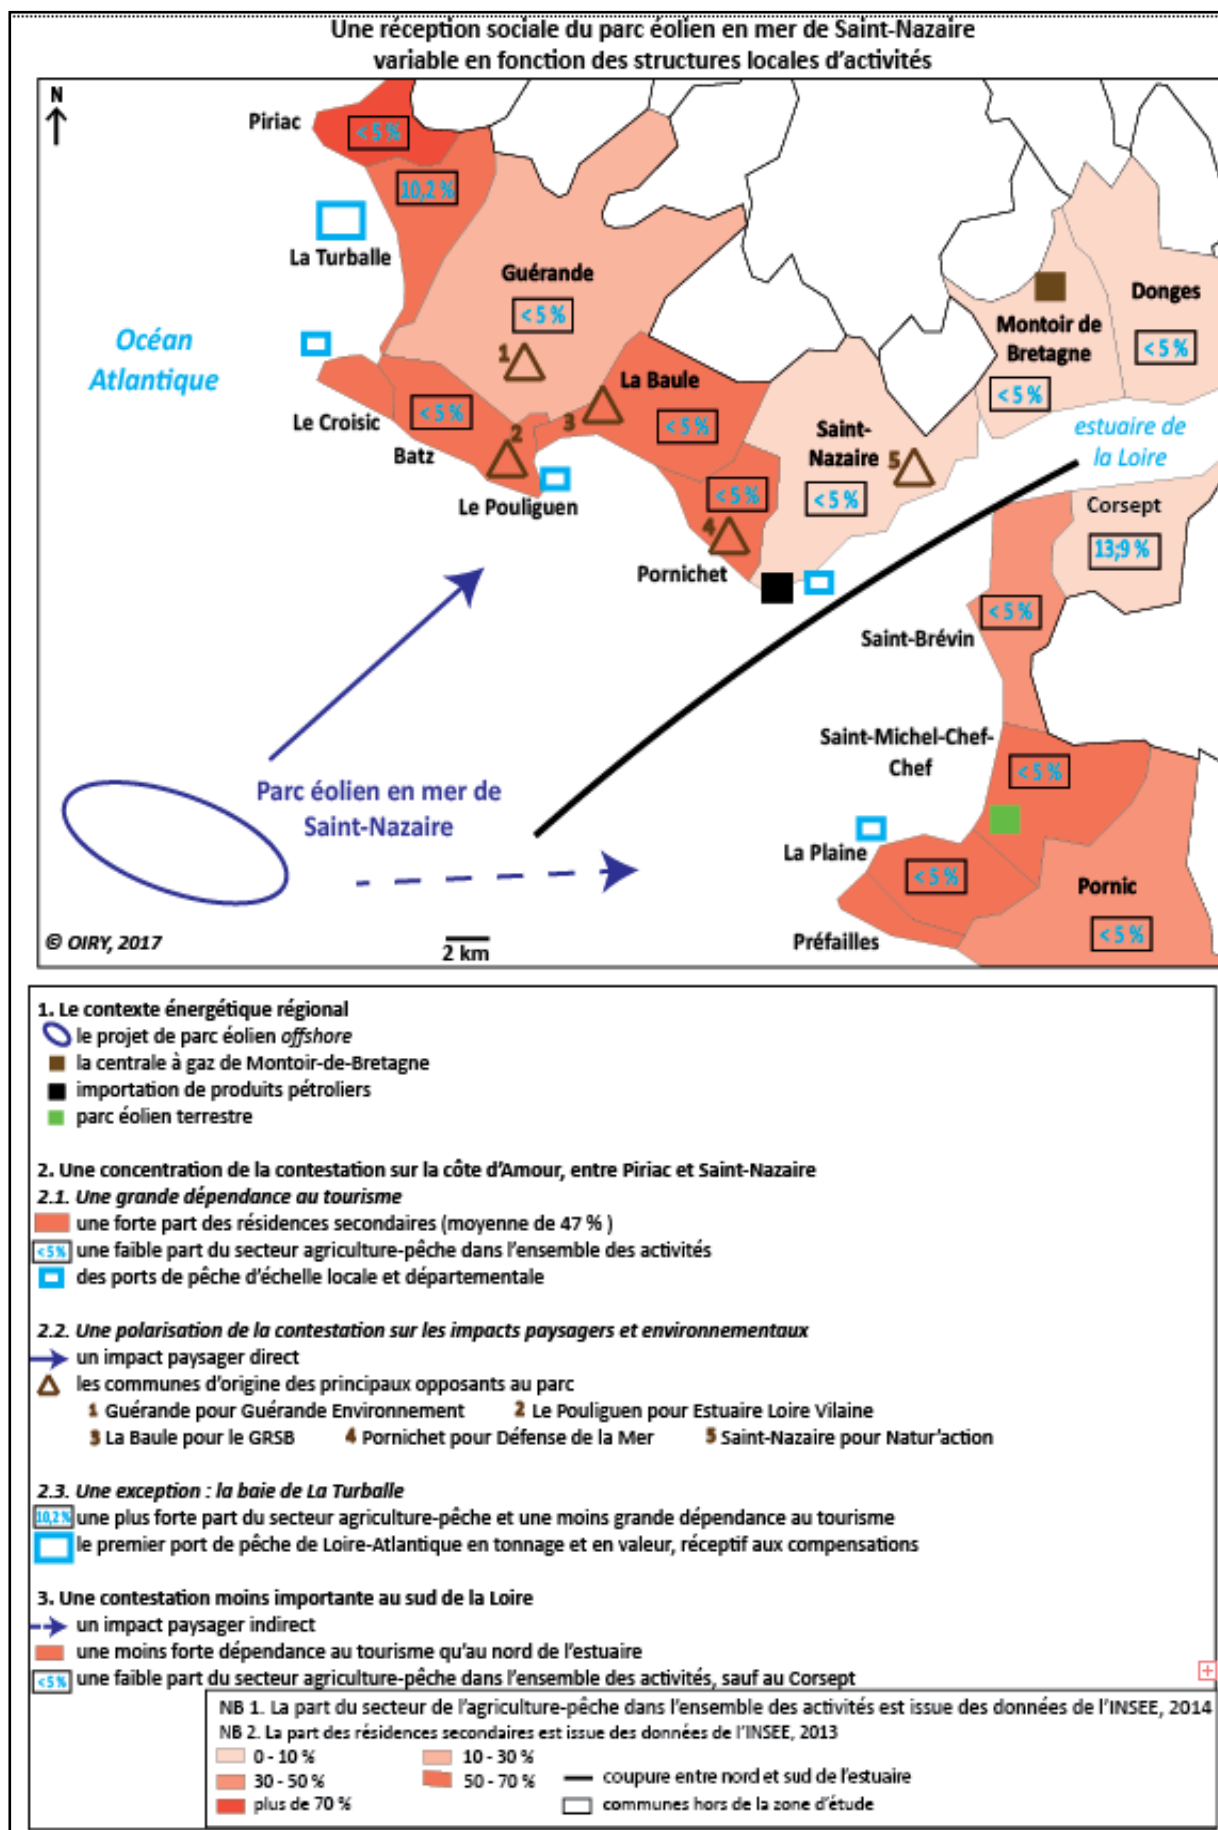 Une réception sociale du parc éolien en mer de Saint-Nazaire
variable en fonction des structures locales d'activités
N
Piriac
< 5 %
10,2 %
La Turballe
Guérande
< 5 %
1
Océan
Atlantique
Le Croisic
< 5 %
Batz
2
Le Pouliguen
3
La Baule
< 5 %
< 5 %
4
Pornichet
Saint-
Nazaire
5
< 5 %
Montoir de
Bretagne
< 5 %
Donges
< 5 %
estuaire de
la Loire
Corsept
13;9 %
< 5 %
Saint-Brévin
Saint-Michel-Chef-
Chef
< 5 %
Parc éolien en mer de
Saint-Nazaire
La Plaine
< 5 %
Pornic
< 5 %
Préfailles
© OIRY, 2017
2 km
1. Le contexte énergétique régional
le projet de parc éolien offshore
la centrale à gaz de Montoir-de-Bretagne
importation de produits pétroliers
parc éolien terrestre
2. Une concentration de la contestation sur la côte d'Amour, entre Piriac et Saint-Nazaire
2.1. Une grande dépendance au tourisme
une forte part des résidences secondaires (moyenne de 47 % )
<5% une faible part du secteur agriculture-pêche dans l'ensemble des activités
des ports de pêche d'échelle locale et départementale
2.2. Une polarisation de la contestation sur les impacts paysagers et environnementaux
un impact paysager direct
les communes d'origine des principaux opposants au parc
1 Guérande pour Guérande Environnement 2 Le Pouliguen pour Estuaire Loire Vilaine
3 La Baule pour le GRSB 4 Pornichet pour Défense de la Mer 5 Saint-Nazaire pour Natur'action
2.3. Une exception : la baie de La Turballe
10,2% une plus forte part du secteur agriculture-pêche et une moins grande dépendance au tourisme
le premier port de pêche de Loire-Atlantique en tonnage et en valeur, réceptif aux compensations
3. Une contestation moins importante au sud de la Loire
un impact paysager indirect
une moins forte dépendance au tourisme qu'au nord de l'estuaire
<5% une faible part du secteur agriculture-pêche dans l'ensemble des activités, sauf au Corsept
NB 1. La part du secteur de l'agriculture-pêche dans l'ensemble des activités est issue des données de l'INSEE, 2014
NB 2. La part des résidences secondaires est issue des données de l'INSEE, 2013
0 - 10 % 10 - 30 %
30 - 50 % 50 - 70 % coupure entre nord et sud de l'estuaire
plus de 70 % communes hors de la zone d'étude